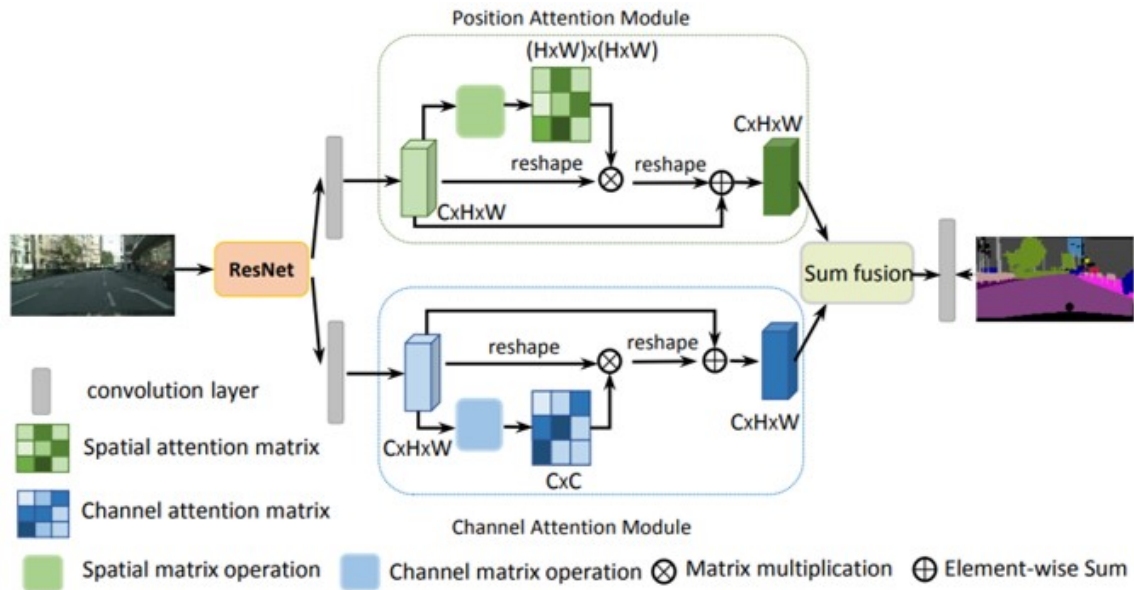 Position Attention Module
(HxW)x(HxW)
CxHxW
reshape
reshape
CxHxW
ResNet
Sum fusion
reshape
reshape
CxHxW
CxHxW
CxC
Channel Attention Module
convolution layer
Spatial attention matrix
Channel attention matrix
Spatial matrix operation
Channel matrix operation
Matrix multiplication
Element-wise Sum